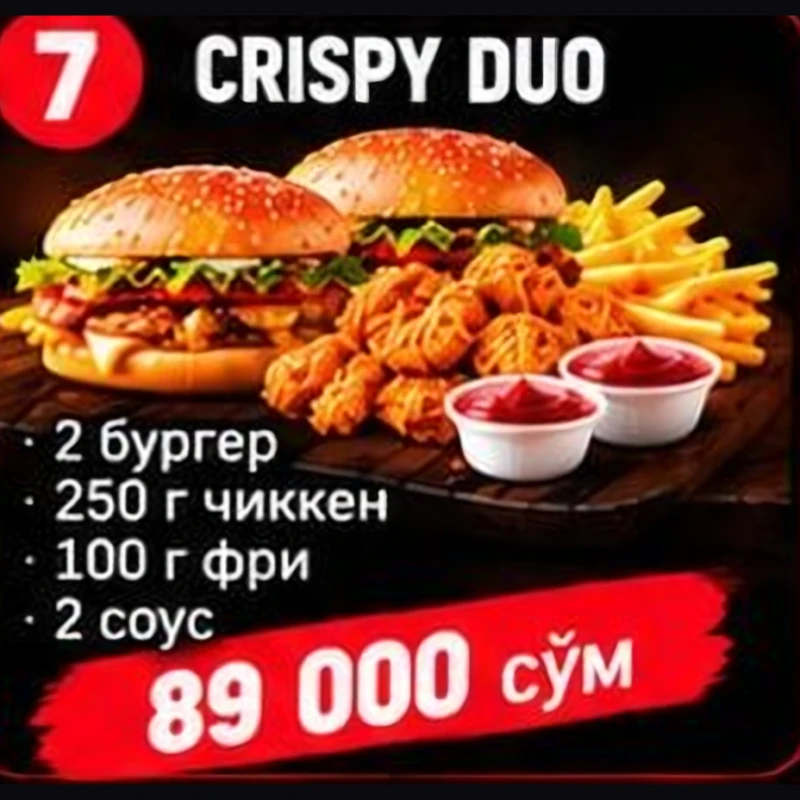 7
CRISPY DUO
· 2 бургер
· 250 г чиккен
· 100 г фри
· 2 соус
89 000 сўм